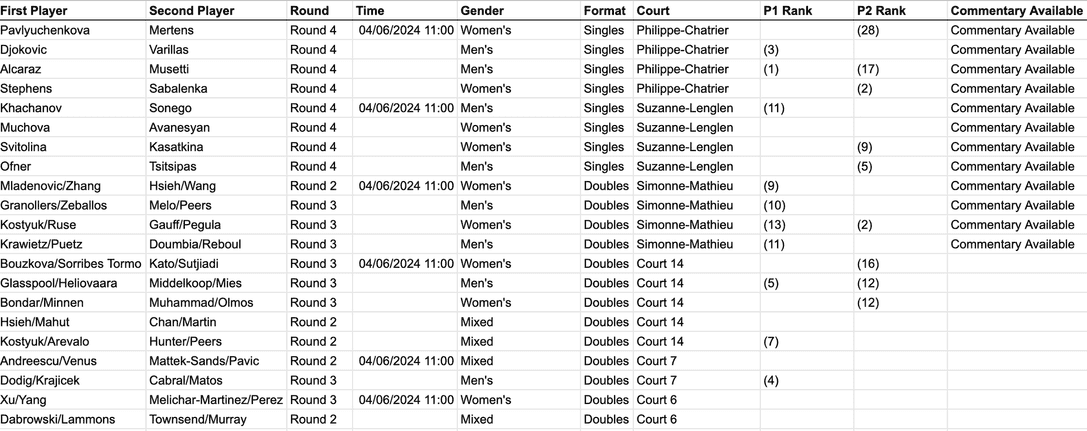 First Player Second Player Round Time Gender Format Court P1 Rank P2 Rank Commentary Available
Pavlyuchenkova Mertens Round 4 04/06/2024 11:00 Women's Singles Philippe-Chatrier (28) Commentary Available
Djokovic Varillas Round 4 Men's Singles Philippe-Chatrier (3) Commentary Available
Alcaraz Musetti Round 4 Men's Singles Philippe-Chatrier (1) (17) Commentary Available
Stephens Sabalenka Round 4 Women's Singles Philippe-Chatrier (2) Commentary Available
Khachanov Sonego Round 4 04/06/2024 11:00 Men's Singles Suzanne-Lenglen (11) Commentary Available
Muchova Avanesyan Round 4 Women's Singles Suzanne-Lenglen Commentary Available
Svitolina Kasatkina Round 4 Women's Singles Suzanne-Lenglen (9) Commentary Available
Ofner Tsitsipas Round 4 Men's Singles Suzanne-Lenglen (5) Commentary Available
Mladenovic/Zhang Hsieh/Wang Round 2 04/06/2024 11:00 Women's Doubles Simonne-Mathieu (9) Commentary Available
Granollers/Zeballos Melo/Peers Round 3 Men's Doubles Simonne-Mathieu (10) Commentary Available
Kostyuk/Ruse Gauff/Pegula Round 3 Women's Doubles Simonne-Mathieu (13) (2) Commentary Available
Krawietz/Puetz Doumbia/Reboul Round 3 Men's Doubles Simonne-Mathieu (11) Commentary Available
Bouzkova/Sorribes Tormo Kato/Sutjiadi Round 3 04/06/2024 11:00 Women's Doubles Court 14 (16)
Glasspool/Heliovaara Middelkoop/Mies Round 3 Men's Doubles Court 14 (5) (12)
Bondar/Minnen Muhammad/Olmos Round 3 Women's Doubles Court 14 (12)
Hsieh/Mahut Chan/Martin Round 2 Mixed Doubles Court 14
Kostyuk/Arevalo Hunter/Peers Round 2 Mixed Doubles Court 14 (7)
Andreescu/Venus Mattek-Sands/Pavic Round 2 04/06/2024 11:00 Mixed Doubles Court 7
Dodig/Krajicek Cabral/Matos Round 3 Men's Doubles Court 7 (4)
Xu/Yang Melichar-Martinez/Perez Round 3 04/06/2024 11:00 Women's Doubles Court 6
Dabrowski/Lammons Townsend/Murray Round 2 Mixed Doubles Court 6